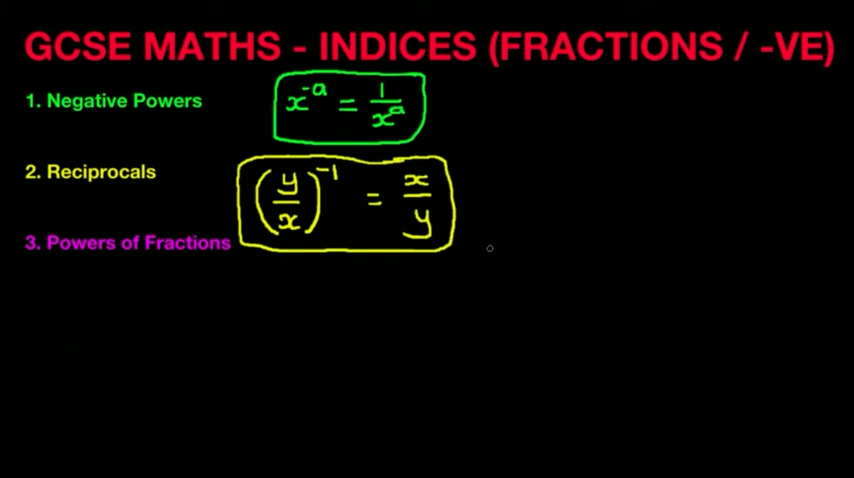 GCSE MATHS - INDICES (FRACTIONS / -VE)
1. Negative Powers
x^-a = 1/x^a
2. Reciprocals
(y/x)^-1 = x/y
3. Powers of Fractions